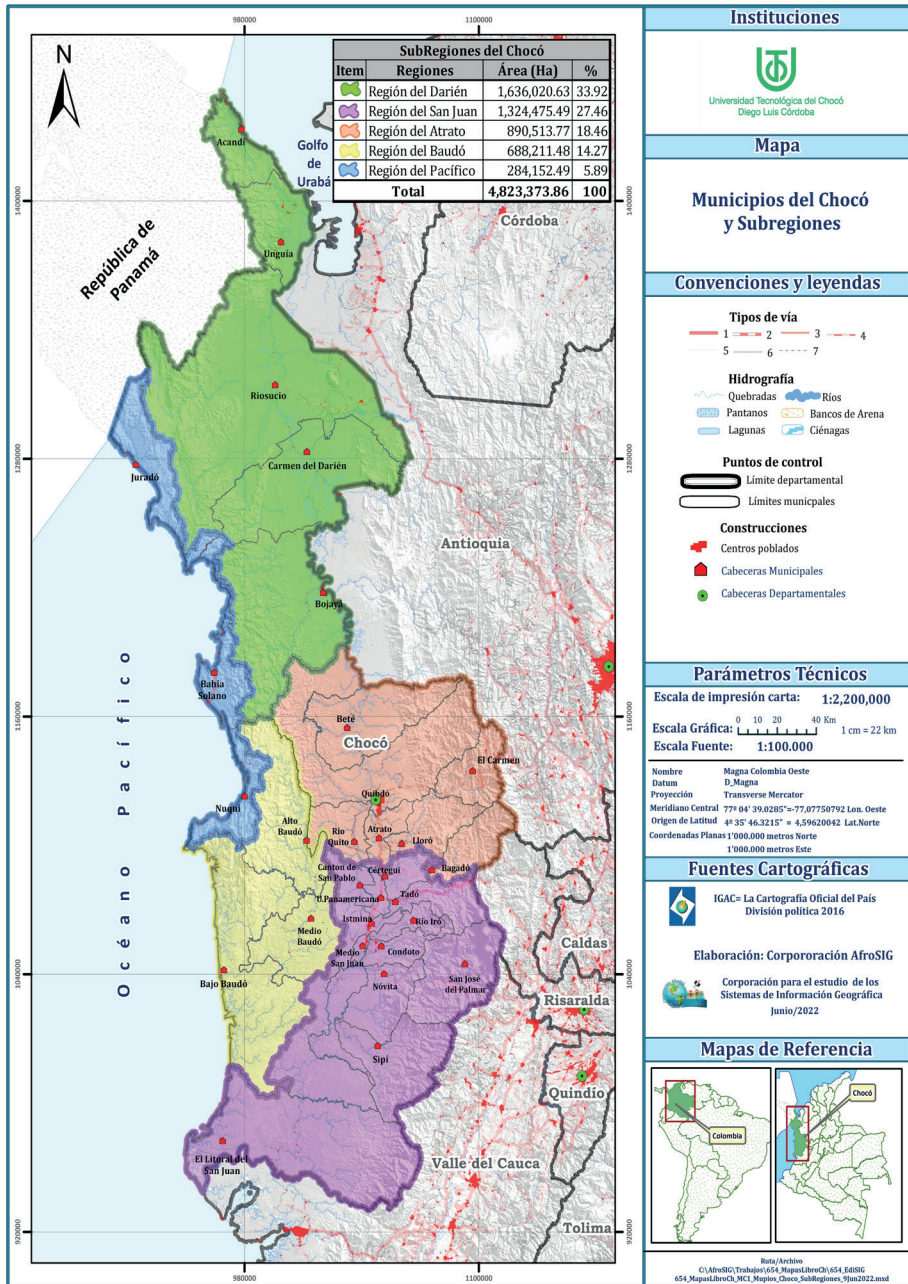 980000
1100000
N
SubRegiones del Chocó
Item Regiones Área (Ha) %
Región del Darién 1,636,020.63 33.92
Región del San Juan 1,324,475.49 27.46
Región del Atrato 890,513.77 18.46
Región del Baudó 688,211.48 14.27
Región del Pacífico 284,152.49 5.89
Total 4,823,373.86 100
Golfo
de
Urabá
Acandí
Córdoba
1400000
1400000
República de
Panamá
Unguía
Riosucio
Carmen del Darién
1280000
1280000
Juradó
Antioquia
Bojayá
Océano Pacífico
Bahía
Solano
1160000
1160000
Beté
Chocó
El Carmen
Quibdó
Nuquí
Alto
Baudó
Rio
Quito
Atrato
Lloró
Canton de
San Pablo
Cértegui
Bagadó
U.Panamericana
Tadó
Istmina
Río Iró
Medio
Baudó
Medio
San Juan
Condoto
Caldas
Bajo Baudó
Nóvita
San José
del Palmar
1040000
1040000
Risaralda
Sipí
Quindío
El Litoral del
San Juan
Valle del Cauca
Tolima
920000
920000
980000
1100000
Instituciones
Universidad Tecnológica del Chocó
Diego Luis Córdoba
Mapa
Municipios del Chocó
y Subregiones
Convenciones y leyendas
Tipos de vía
1 2 3 4
5 6 7
Hidrografía
Quebradas Ríos
Pantanos Bancos de Arena
Lagunas Ciénagas
Puntos de control
Límite departamental
Límites municpales
Construcciones
Centros poblados
Cabeceras Municipales
Cabeceras Departamentales
Parámetros Técnicos
Escala de impresión carta: 1:2,200,000
Escala Gráfica: 0 10 20 40 Km 1 cm = 22 km
Escala Fuente: 1:100.000
Nombre Magna Colombia Oeste
Datum D_Magna
Proyección Transverse Mercator
Meridiano Central 77º 04' 39.0285"=-77,07750792 Lon. Oeste
Origen de Latitud 4º 35' 46.3215" = 4,59620042 Lat.Norte
Coordenadas Planas 1'000.000 metros Norte
1'000.000 metros Este
Fuentes Cartográficas
IGAC= La Cartografía Oficial del País
División política 2016
Elaboración: Corpororación AfroSIG
Corporación para el estudio de los
Sistemas de Información Geográfica
Junio/2022
Mapas de Referencia
Colombia
Chocó
Ruta/Archivo
C:\AfroSIG\Trabajos\654_MapasLibroCh\654_EdiSIG
654_MapasLibroCh_MC1_Mupios_Choco_SubRegiones_9Jun2022.mxd